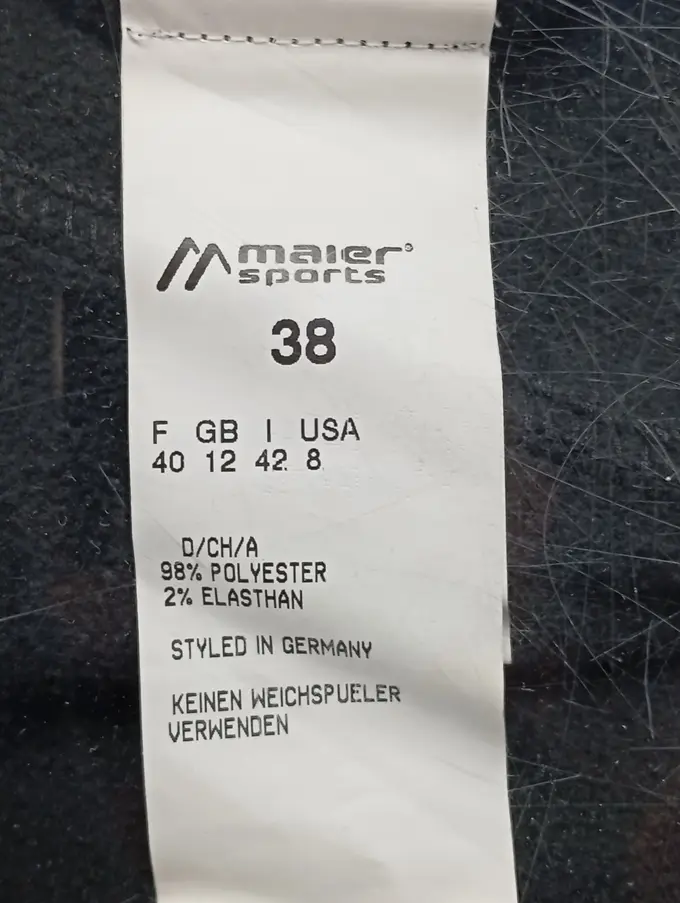 maier
sports
38
F GB I USA
40 12 42 8
D/CH/A
98% POLYESTER
2% ELASTHAN
STYLED IN GERMANY
KEINEN WEICHSPUELER
VERWENDEN